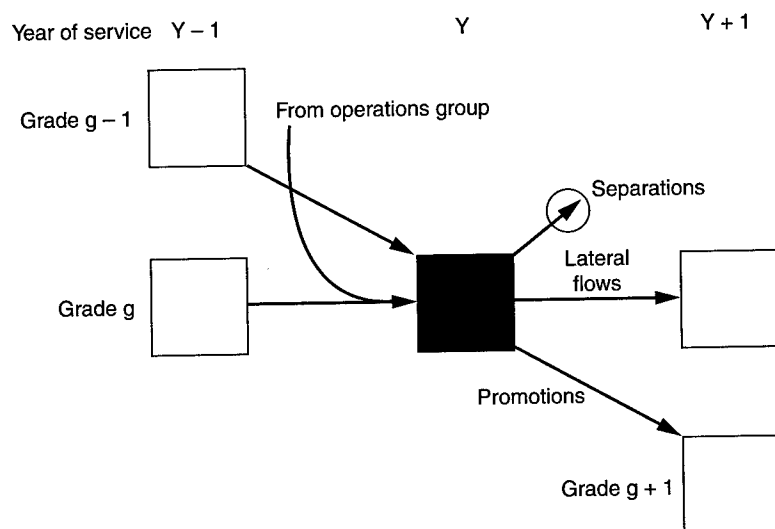 Year of service Y – 1 Y Y + 1
Grade g – 1
From operations group
Separations
Lateral
flows
Grade g
Promotions
Grade g + 1